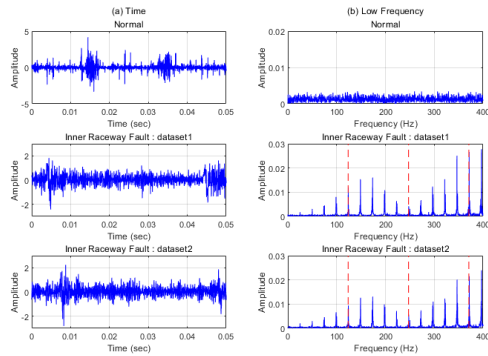 (a) Time
Normal
Amplitude
5
0
-5
0 0.01 0.02 0.03 0.04 0.05
Time (sec)
Inner Raceway Fault : dataset1
Amplitude
2
0
-2
0 0.01 0.02 0.03 0.04 0.05
Time (sec)
Inner Raceway Fault : dataset2
Amplitude
2
0
-2
0 0.01 0.02 0.03 0.04 0.05
Time (sec)
(b) Low Frequency
Normal
Amplitude
0.02
0.01
0
0 100 200 300 400
Frequency (Hz)
Inner Raceway Fault : dataset1
Amplitude
0.03
0.02
0.01
0
0 100 200 300 400
Frequency (Hz)
Inner Raceway Fault : dataset2
Amplitude
0.03
0.02
0.01
0
0 100 200 300 400
Frequency (Hz)